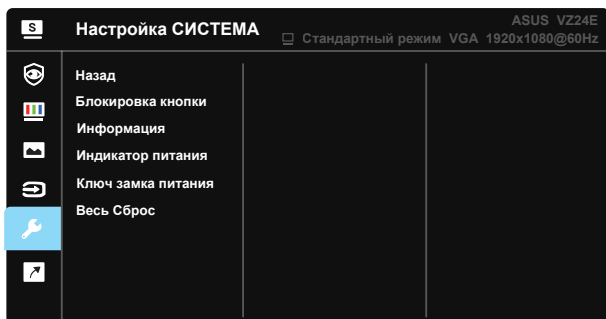 S
Настройка СИСТЕМА
ASUS VZ24E
Стандартный режим VGA 1920x1080@60Hz
Назад
Блокировка кнопки
Информация
Индикатор питания
Ключ замка питания
Весь Сброс